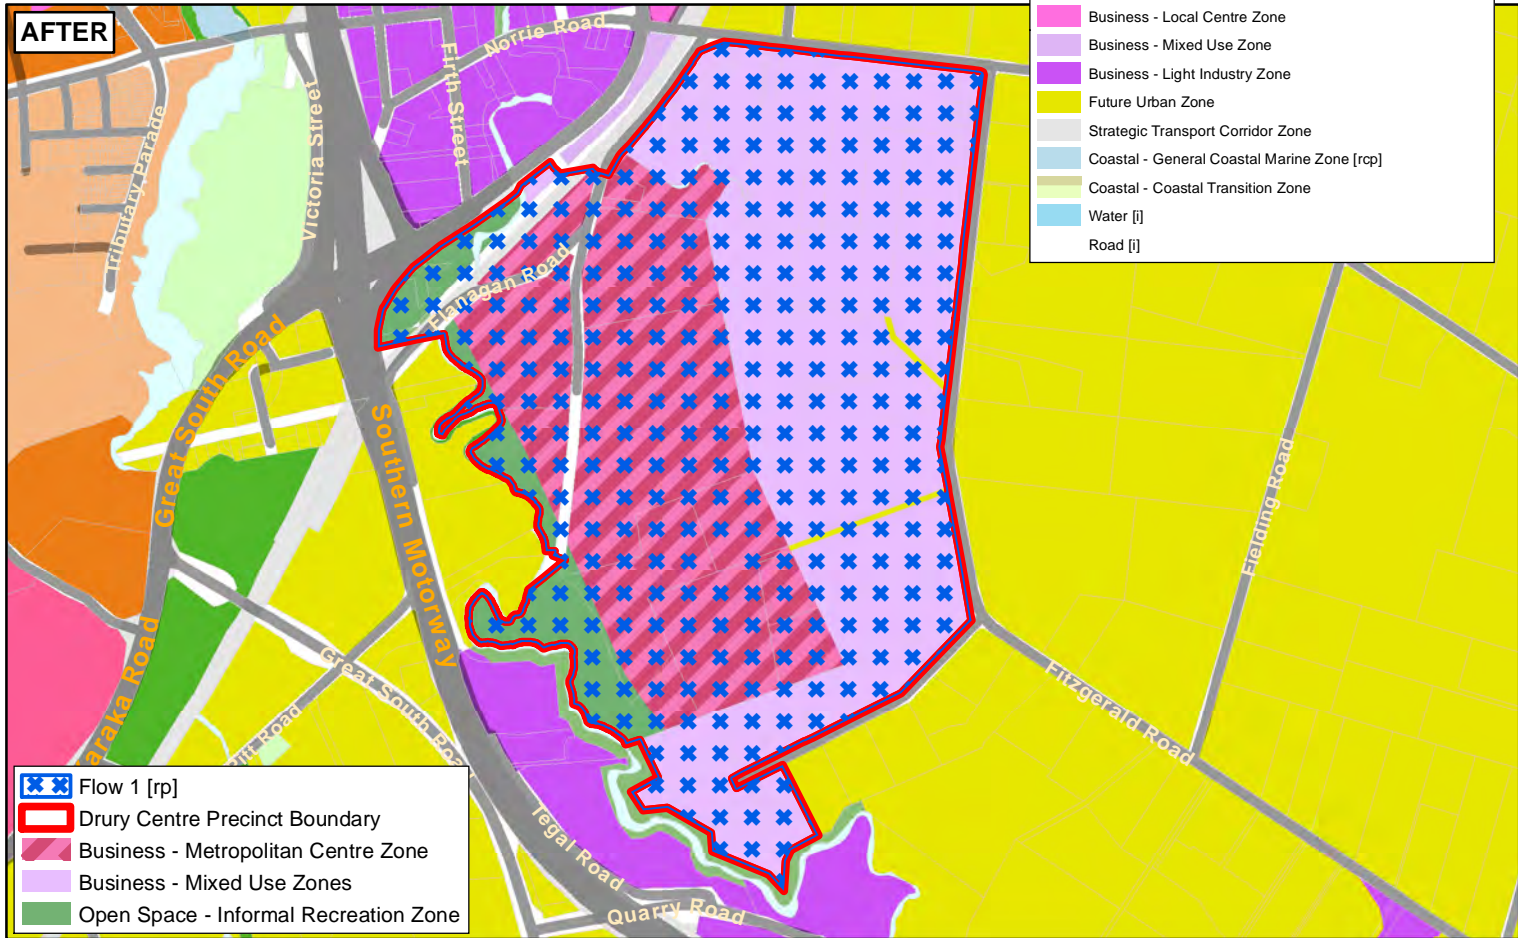 AFTER
Business - Local Centre Zone
Business - Mixed Use Zone
Business - Light Industry Zone
Future Urban Zone
Strategic Transport Corridor Zone
Coastal - General Coastal Marine Zone [rcp]
Coastal - Coastal Transition Zone
Water [i]
Road [i]
Norrie Road
Firth Street
Victoria Street
Tributary Parade
Flanagan Road
Great South Road
Southern Motorway
Fielding Road
Fitzgerald Road
Great South Road
Tegal Road
Quarry Road
Flow 1 [rp]
Drury Centre Precinct Boundary
Business - Metropolitan Centre Zone
Business - Mixed Use Zones
Open Space - Informal Recreation Zone